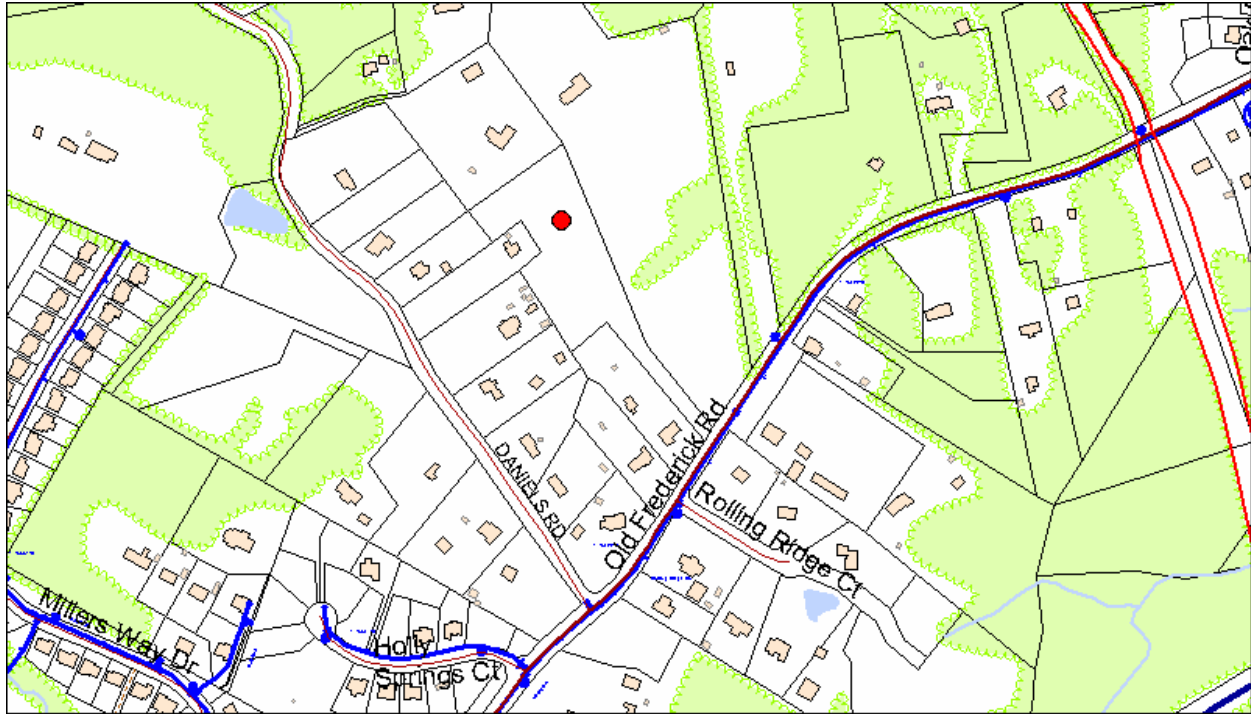 DANIELS RD
Old Frederick Rd
Rolling Ridge Ct
Millers Way Dr.
Holly
Springs Ct